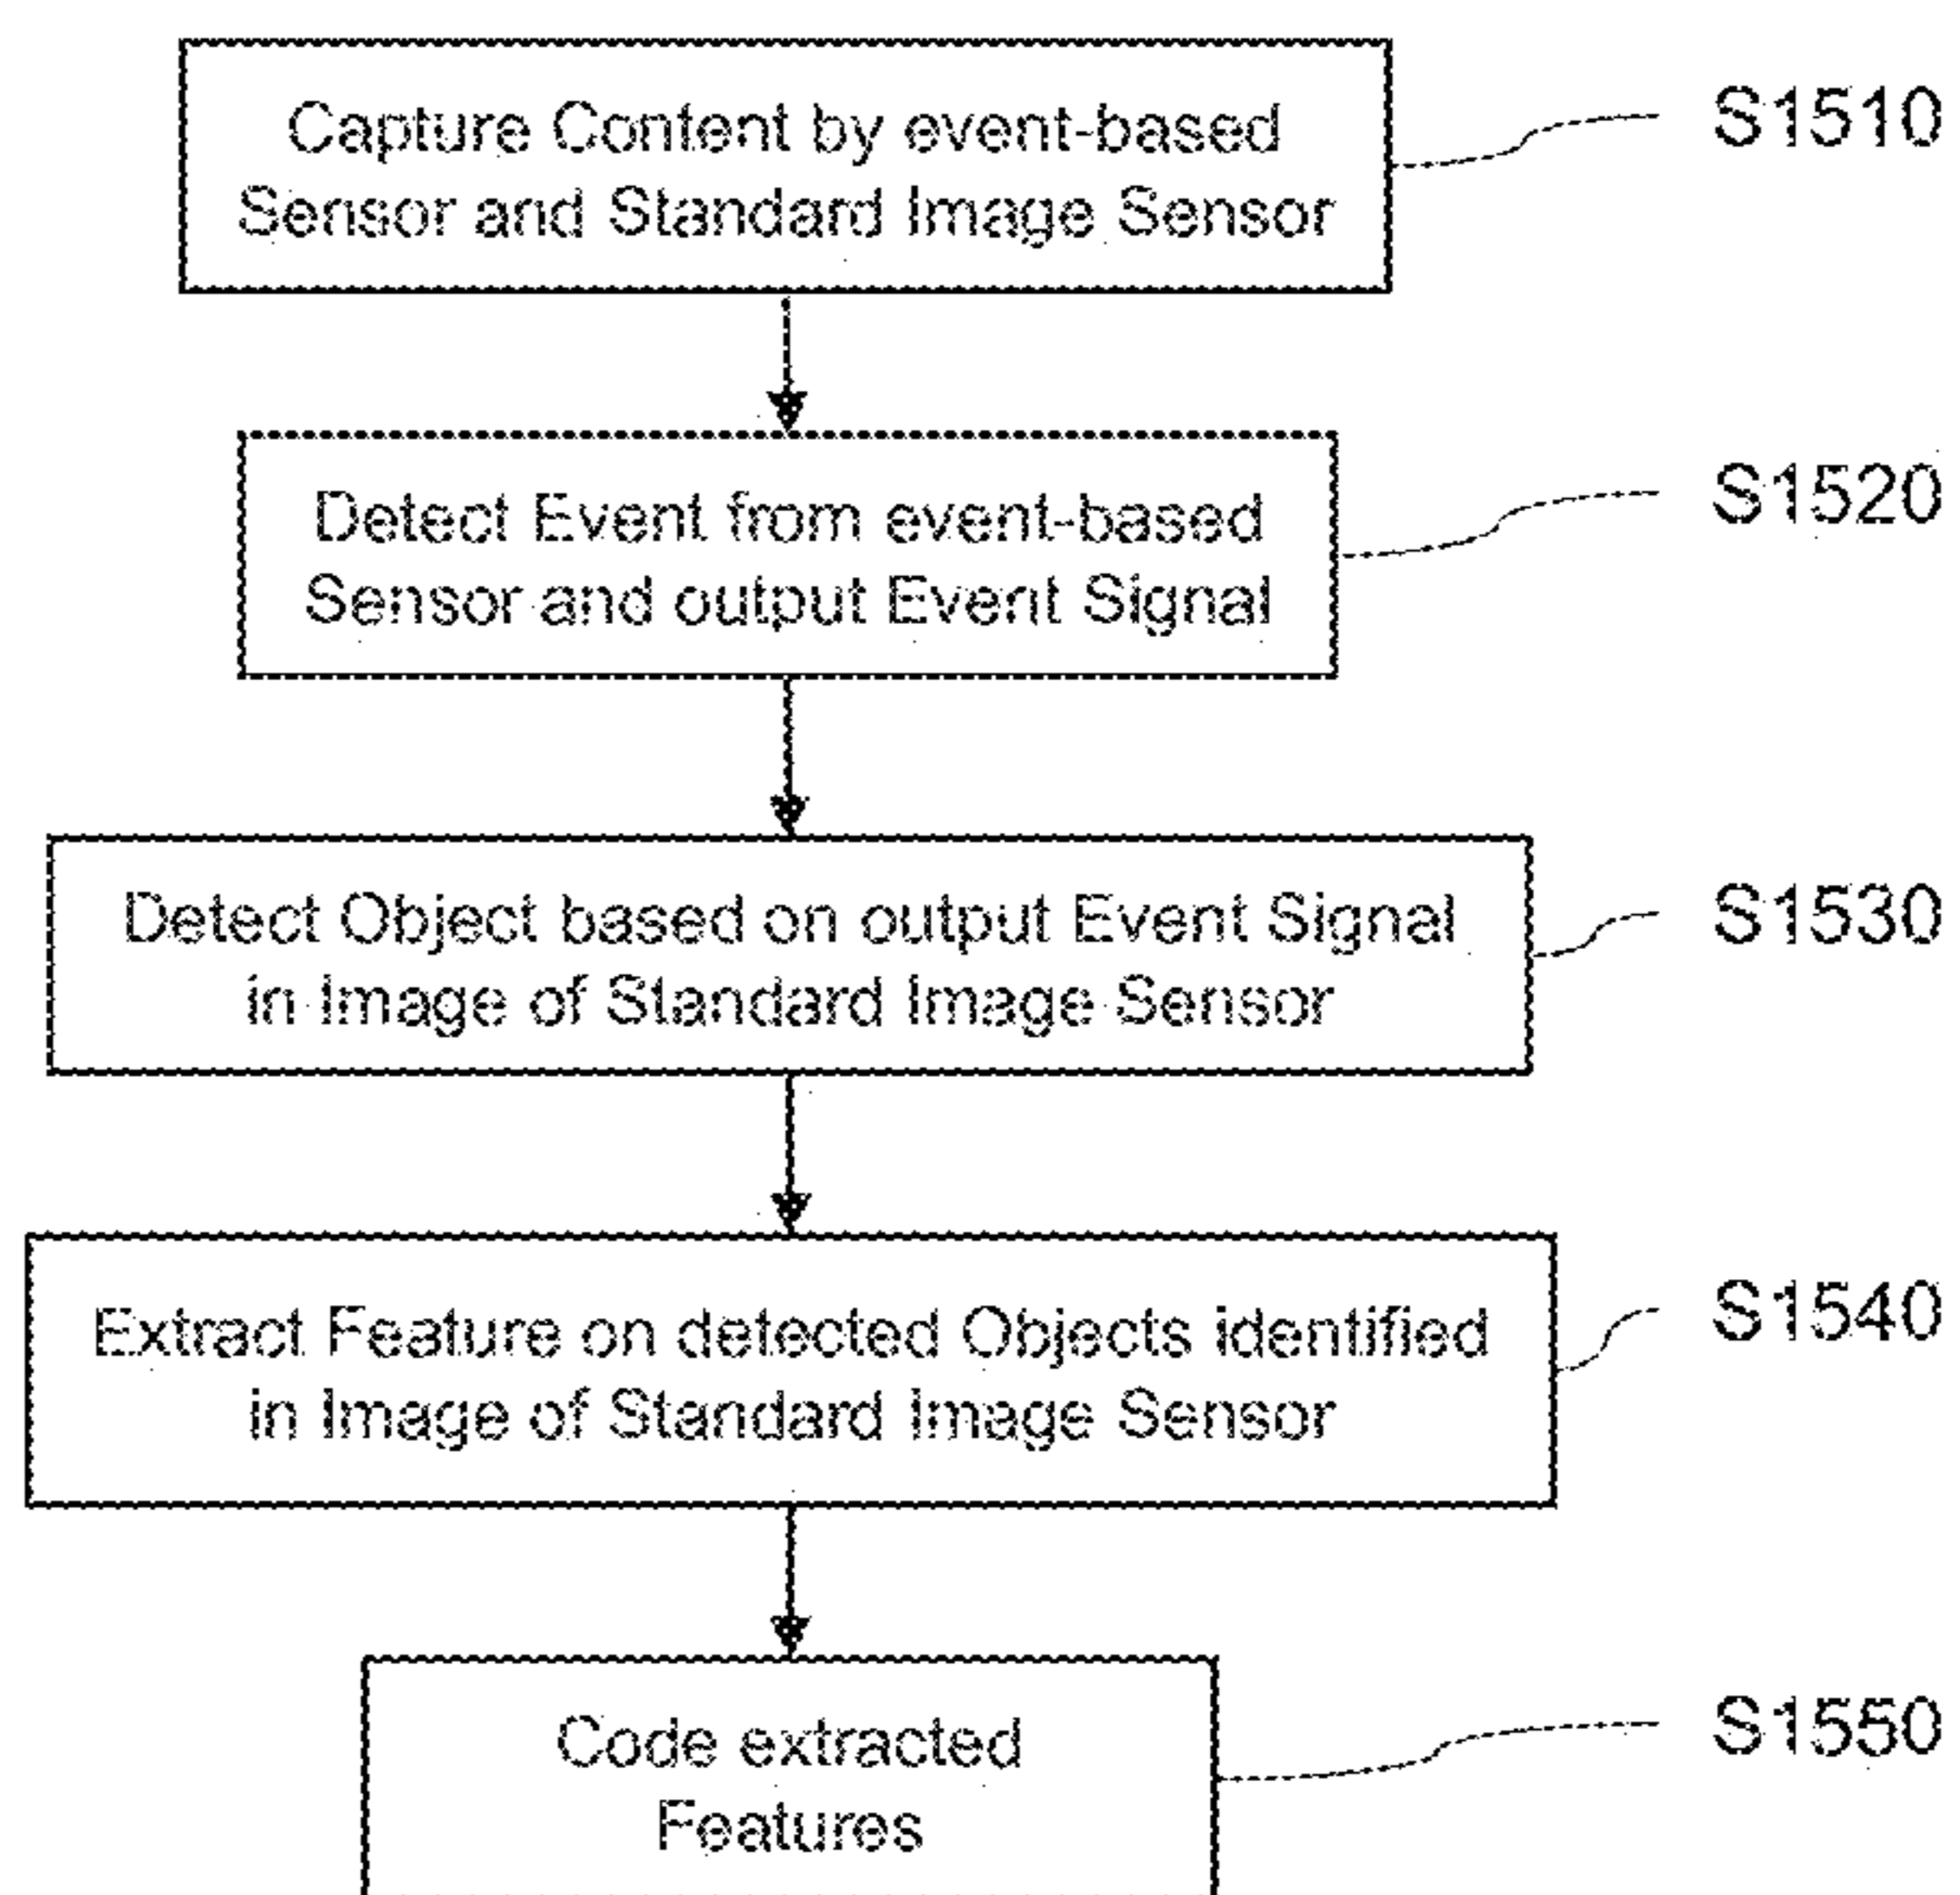 Capture Content by event-based
Sensor and Standard Image Sensor
S1510
Detect Event from event-based
Sensor and output Event Signal
S1520
Detect Object based on output Event Signal
in Image of Standard Image Sensor
S1530
Extract Feature on detected Objects identified
in Image of Standard Image Sensor
S1540
Code extracted
Features
S1550